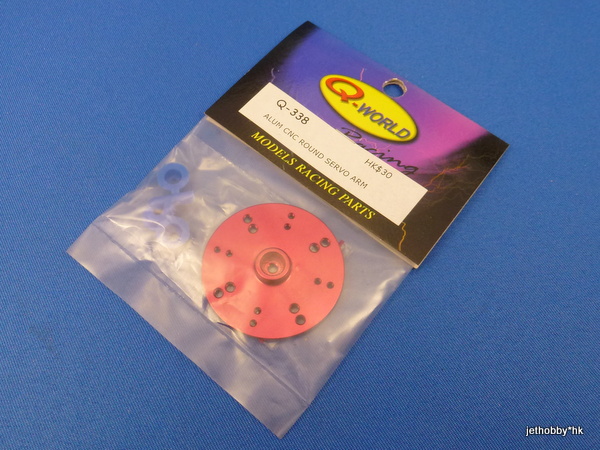 Q-WORLD
Racing
Q-338
HK$30
ALUM CNC ROUND SERVO ARM
MODELS RACING PARTS
jethobby*hk